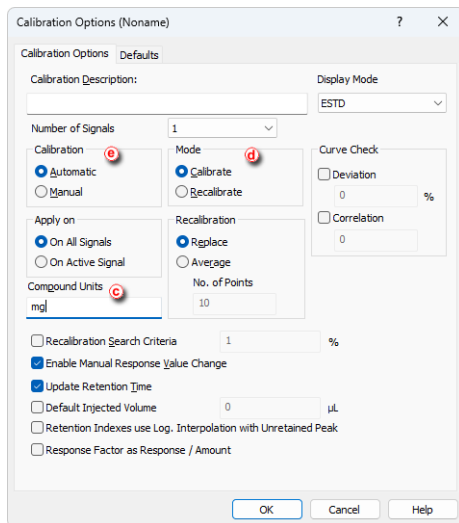 Calibration Options (Noname) ? ×
Calibration Options Defaults
Calibration Description: Display Mode
ESTD
Number of Signals 1
Calibration e Mode d Curve Check
Automatic Calibrate Deviation
Manual Recalibrate 0 %
Apply on Recalibration Correlation
On All Signals Replace 0
On Active Signal Average
Compound Units c No. of Points
mg 10
Recalibration Search Criteria 1 %
Enable Manual Response Value Change
Update Retention Time
Default Injected Volume 0 µL
Retention Indexes use Log. Interpolation with Unretained Peak
Response Factor as Response / Amount
OK Cancel Help